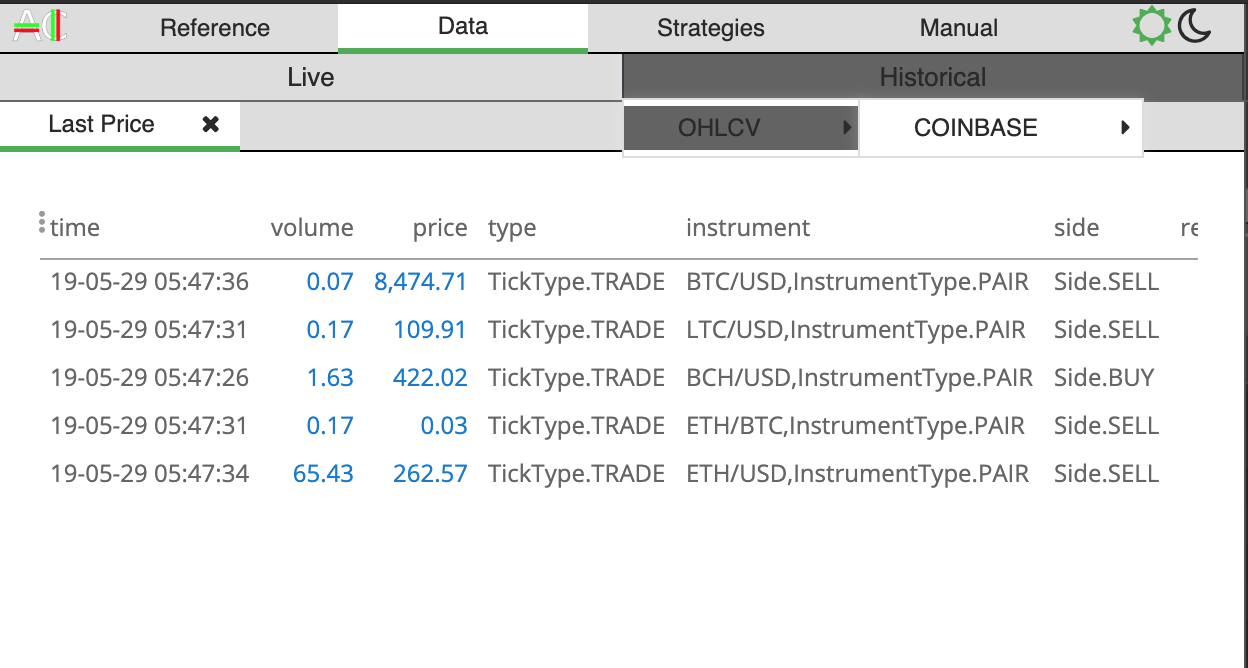 AC Reference Data Strategies Manual
Live Historical
Last Price ✖ OHLCV COINBASE
time volume price type instrument side re
19-05-29 05:47:36 0.07 8,474.71 TickType.TRADE BTC/USD,InstrumentType.PAIR Side.SELL
19-05-29 05:47:31 0.17 109.91 TickType.TRADE LTC/USD,InstrumentType.PAIR Side.SELL
19-05-29 05:47:26 1.63 422.02 TickType.TRADE BCH/USD,InstrumentType.PAIR Side.BUY
19-05-29 05:47:31 0.17 0.03 TickType.TRADE ETH/BTC,InstrumentType.PAIR Side.SELL
19-05-29 05:47:34 65.43 262.57 TickType.TRADE ETH/USD,InstrumentType.PAIR Side.SELL